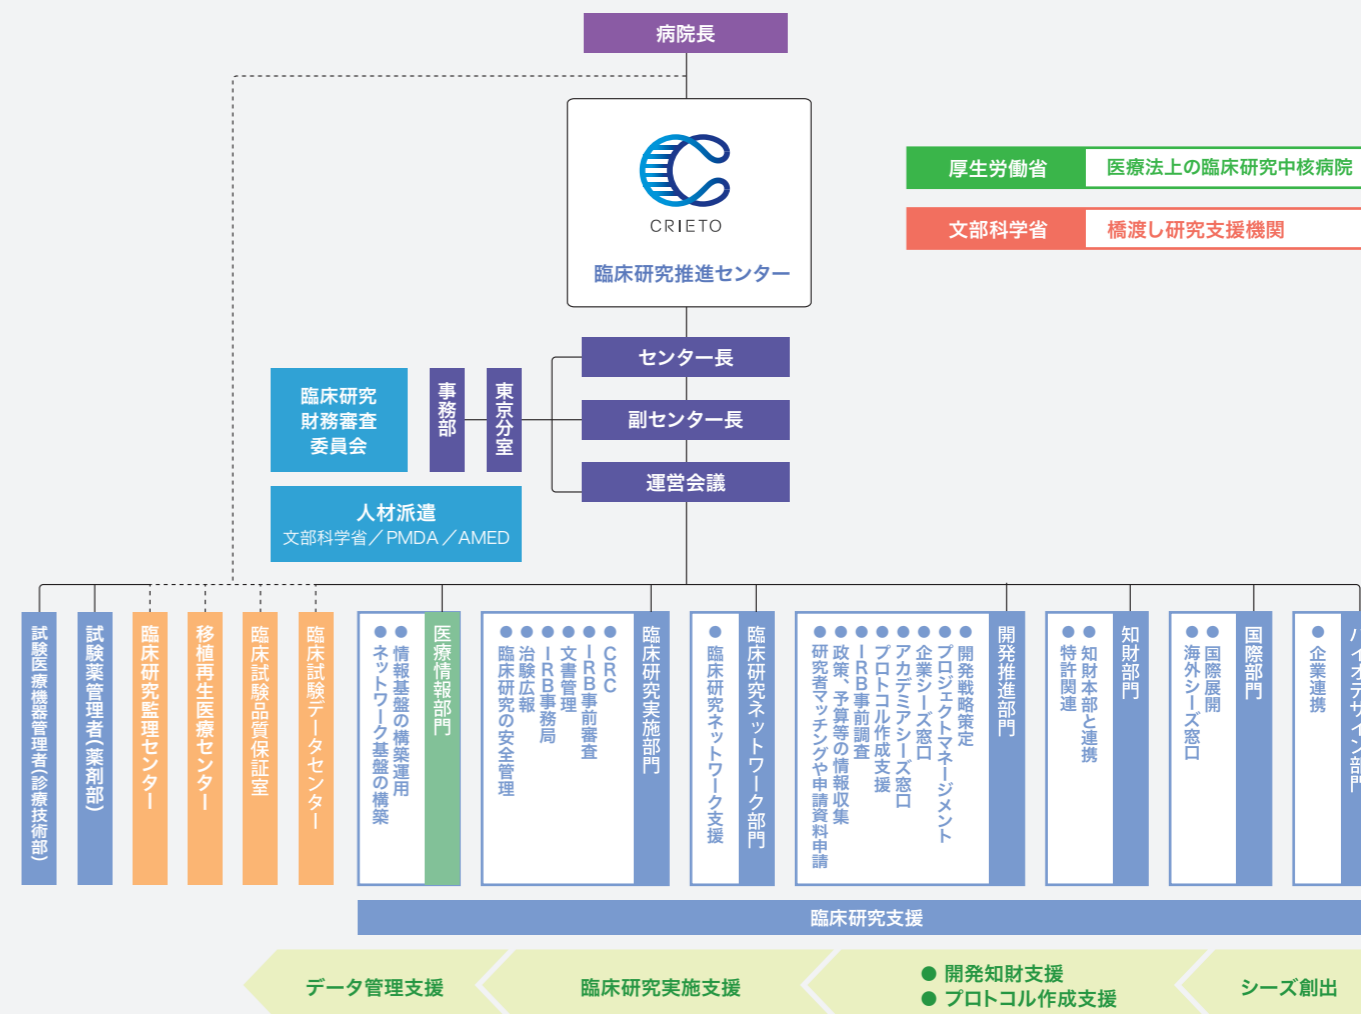 病院長
CRIETO
臨床研究推進センター
厚生労働省
医療法上の臨床研究中核病院
文部科学省
橋渡し研究支援機関
センター長
副センター長
運営会議
東京分室
事務部
臨床研究
財務審査
委員会
人材派遣
文部科学省／PMDA／AMED
試験医療機器管理者(診療技術部)
試験薬管理者(薬剤部)
臨床研究監理センター
移植再生医療センター
臨床試験品質保証室
臨床試験データセンター
医療情報部門
● 情報基盤の構築運用
● ネットワーク基盤の構築
臨床研究実施部門
● CRC
● IRB事前審査
● 文書管理
● IRB事務局
● 治験広報
● 臨床研究の安全管理
臨床研究ネットワーク部門
● 臨床研究ネットワーク支援
開発推進部門
● 開発戦略策定
● プロジェクトマネージメント
● 企業シーズ窓口
● アカデミアシーズ窓口
● プロトコル作成支援
● IRB事前調査
● 政策、予算等の情報収集
● 研究者マッチングや申請資料申請
知財部門
● 知財本部と連携
● 特許関連
国際部門
● 国際展開
● 海外シーズ窓口
バイオデザイン部門
● 企業連携
臨床研究支援
データ管理支援
臨床研究実施支援
● 開発知財支援
● プロトコル作成支援
シーズ創出